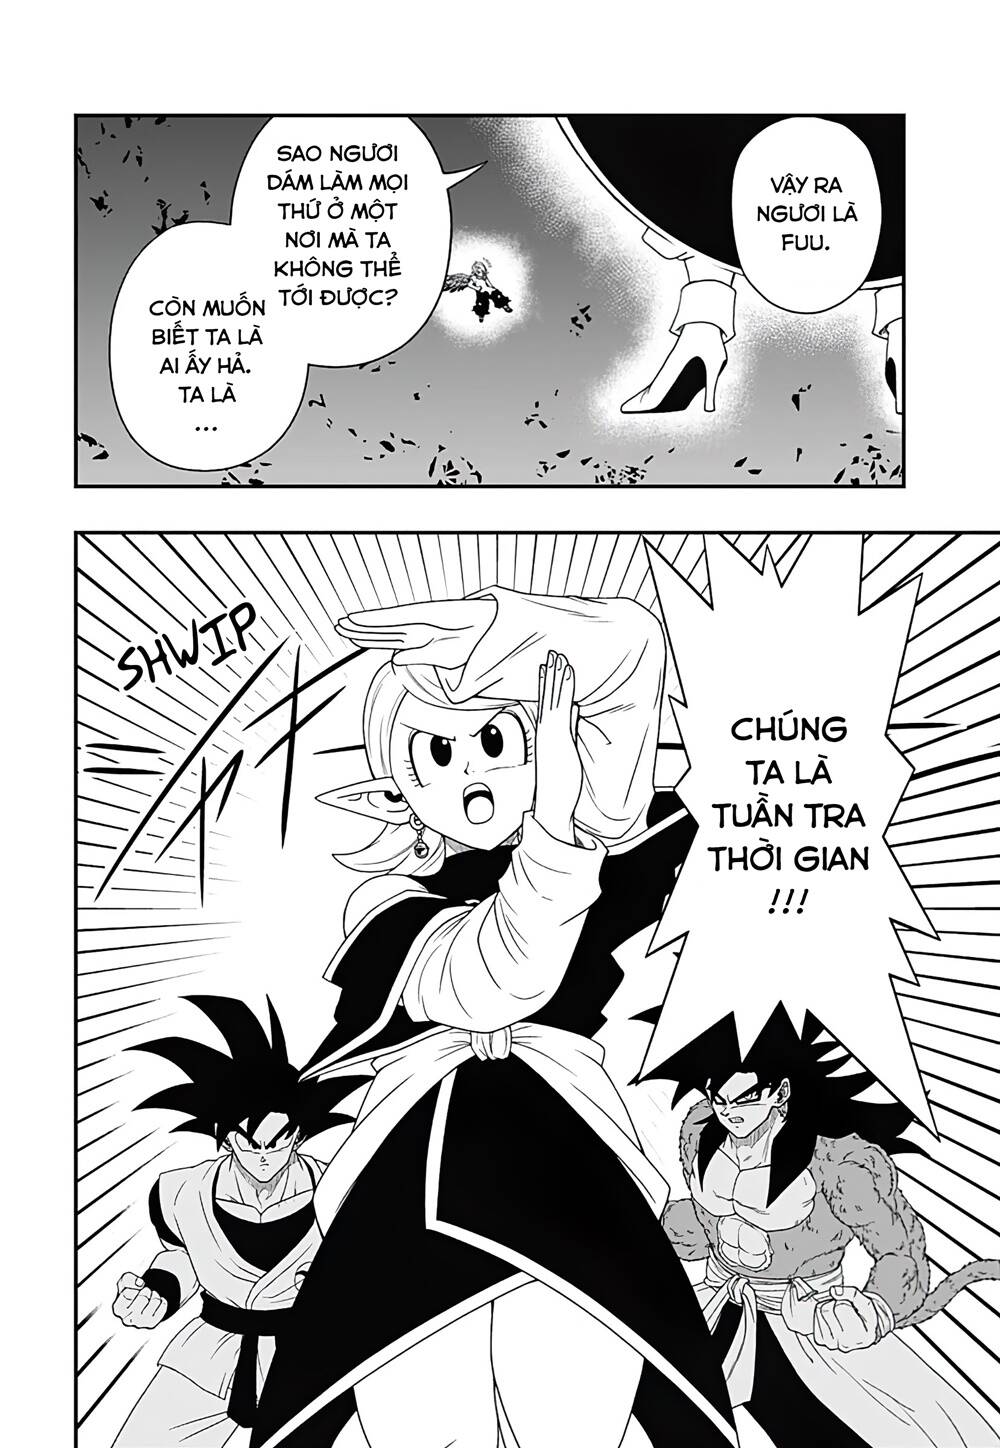 VẬY RA
NGƯƠI LÀ
FUU.
SAO NGƯƠI
DÁM LÀM MỌI
THỨ Ở MỘT
NƠI MÀ TA
KHÔNG THỂ
TỚI ĐƯỢC?
CÒN MUỐN
BIẾT TA LÀ
AI ẤY HẢ.
TA LÀ
...
SHWIP
CHÚNG
TA LÀ
TUẦN TRA
THỜI GIAN
!!!